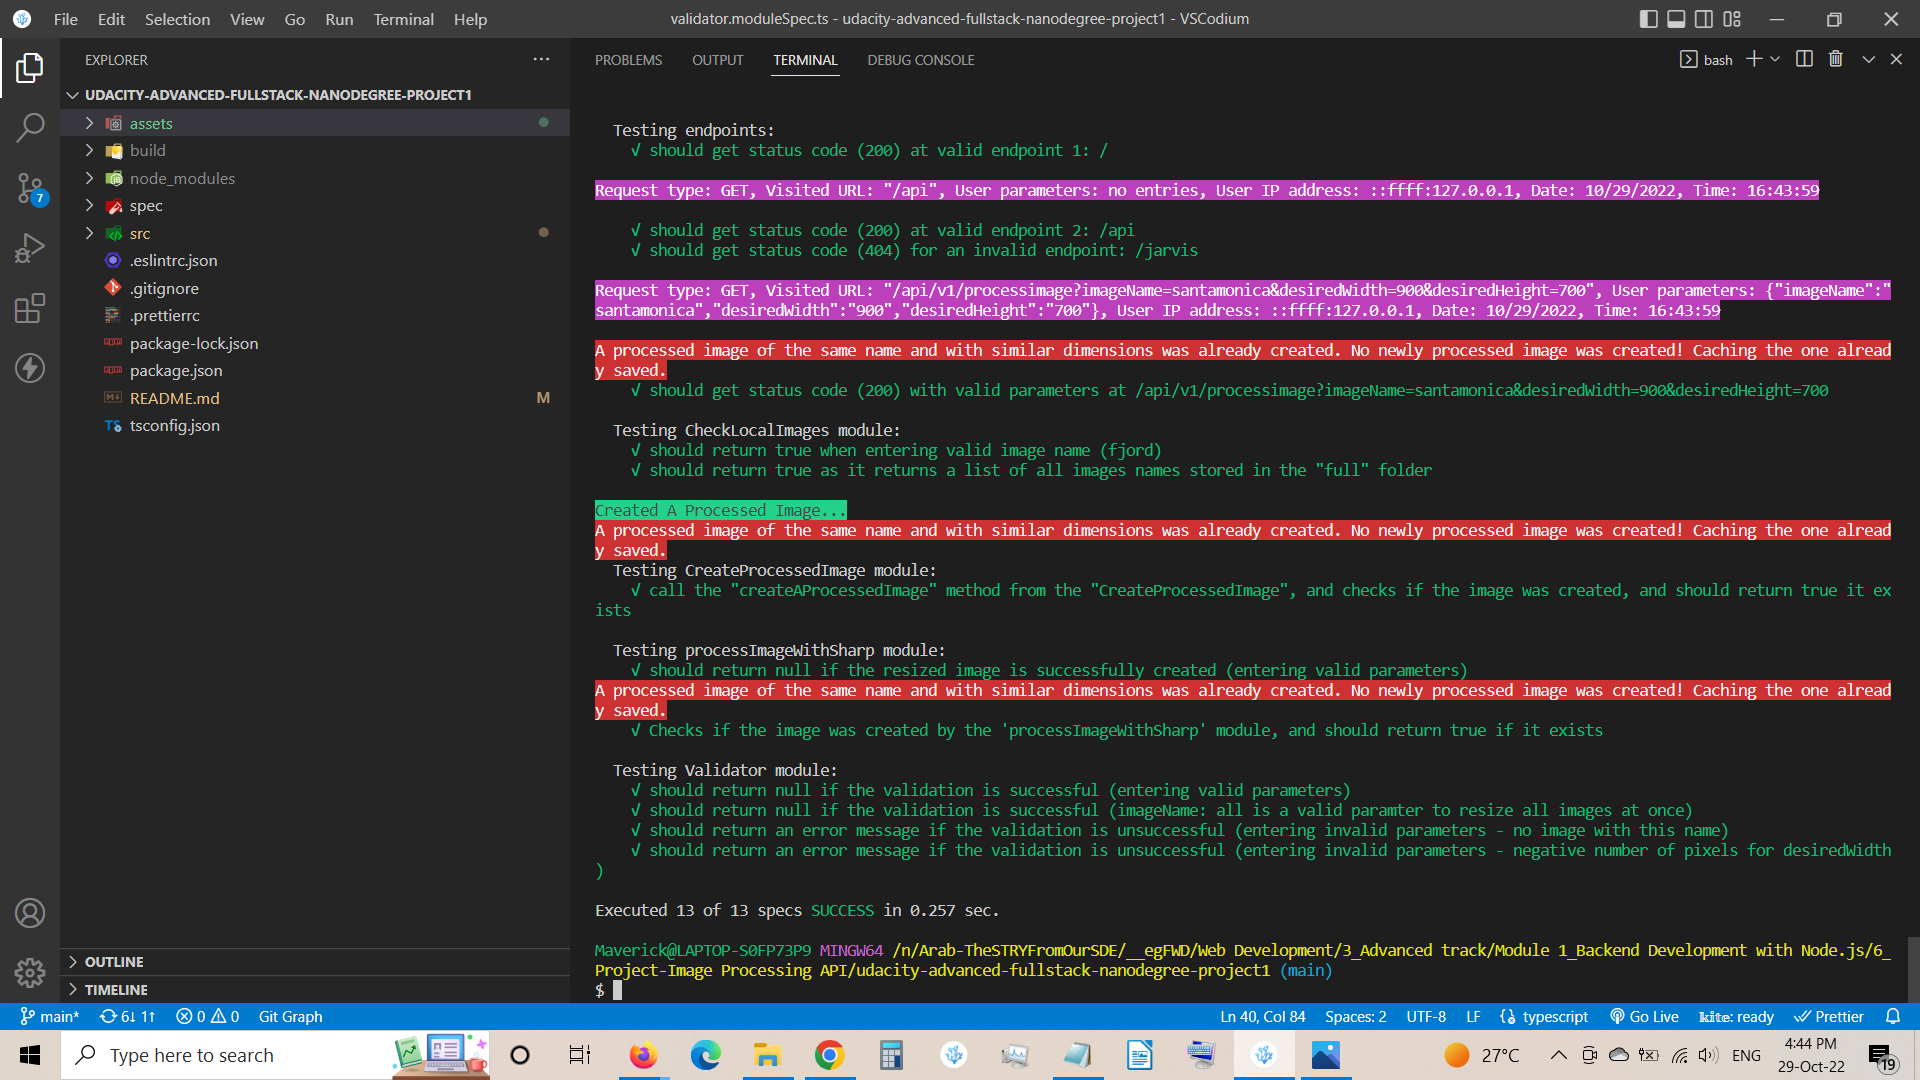 File Edit Selection View Go Run Terminal Help
validator.moduleSpec.ts - udacity-advanced-fullstack-nanodegree-project1 - VSCodium
EXPLORER
UDACITY-ADVANCED-FULLSTACK-NANODEGREE-PROJECT1
assets
build
node_modules
spec
src
.eslintrc.json
.gitignore
.prettierrc
package-lock.json
package.json
README.md M
tsconfig.json
7
OUTLINE
TIMELINE
PROBLEMS OUTPUT TERMINAL DEBUG CONSOLE
bash
Testing endpoints:
√ should get status code (200) at valid endpoint 1: /
Request type: GET, Visited URL: "/api", User parameters: no entries, User IP address: ::ffff:127.0.0.1, Date: 10/29/2022, Time: 16:43:59
√ should get status code (200) at valid endpoint 2: /api
√ should get status code (404) for an invalid endpoint: /jarvis
Request type: GET, Visited URL: "/api/v1/processimage?imageName=santamonica&desiredWidth=900&desiredHeight=700", User parameters: {"imageName":"
santamonica","desiredWidth":"900","desiredHeight":"700"}, User IP address: ::ffff:127.0.0.1, Date: 10/29/2022, Time: 16:43:59
A processed image of the same name and with similar dimensions was already created. No newly processed image was created! Caching the one alread
y saved.
√ should get status code (200) with valid parameters at /api/v1/processimage?imageName=santamonica&desiredWidth=900&desiredHeight=700
Testing CheckLocalImages module:
√ should return true when entering valid image name (fjord)
√ should return true as it returns a list of all images names stored in the "full" folder
Created A Processed Image...
A processed image of the same name and with similar dimensions was already created. No newly processed image was created! Caching the one alread
y saved.
Testing CreateProcessedImage module:
√ call the "createAProcessedImage" method from the "CreateProcessedImage", and checks if the image was created, and should return true it ex
ists
Testing processImageWithSharp module:
√ should return null if the resized image is successfully created (entering valid parameters)
A processed image of the same name and with similar dimensions was already created. No newly processed image was created! Caching the one alread
y saved.
√ Checks if the image was created by the 'processImageWithSharp' module, and should return true if it exists
Testing Validator module:
√ should return null if the validation is successful (entering valid parameters)
√ should return null if the validation is successful (imageName: all is a valid paramter to resize all images at once)
√ should return an error message if the validation is unsuccessful (entering invalid parameters - no image with this name)
√ should return an error message if the validation is unsuccessful (entering invalid parameters - negative number of pixels for desiredWidth
)
Executed 13 of 13 specs SUCCESS in 0.257 sec.
Maverick@LAPTOP-S0FP73P9 MINGW64 /n/Arab-TheSTRYFromOurSDE/__egFWD/Web Development/3_Advanced track/Module 1_Backend Development with Node.js/6_
Project-Image Processing API/udacity-advanced-fullstack-nanodegree-project1 (main)
$
main* 6↓ 1↑ 0 0 Git Graph
Ln 40, Col 84 Spaces: 2 UTF-8 LF typescript Go Live kite: ready Prettier
Type here to search
27°C
ENG
4:44 PM
29-Oct-22
19